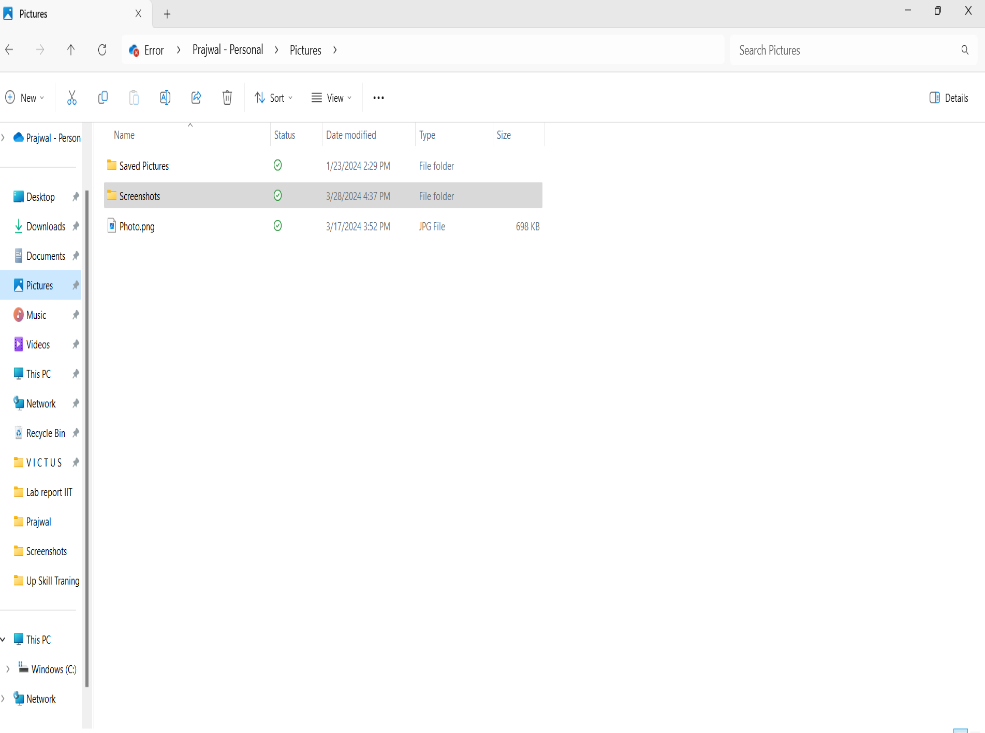 Pictures
Error > Prajwal - Personal > Pictures >
Search Pictures
New
Sort
View
Details
Name Status Date modified Type Size
Saved Pictures 1/23/2024 2:29 PM File folder
Screenshots 3/28/2024 4:37 PM File folder
Photo.png 3/17/2024 3:52 PM JPG File 698 KB
Prajwal - Person
Desktop
Downloads
Documents
Pictures
Music
Videos
This PC
Network
Recycle Bin
V I C T U S
Lab report IIT
Prajwal
Screenshots
Up Skill Traning
This PC
Windows (C:)
Network